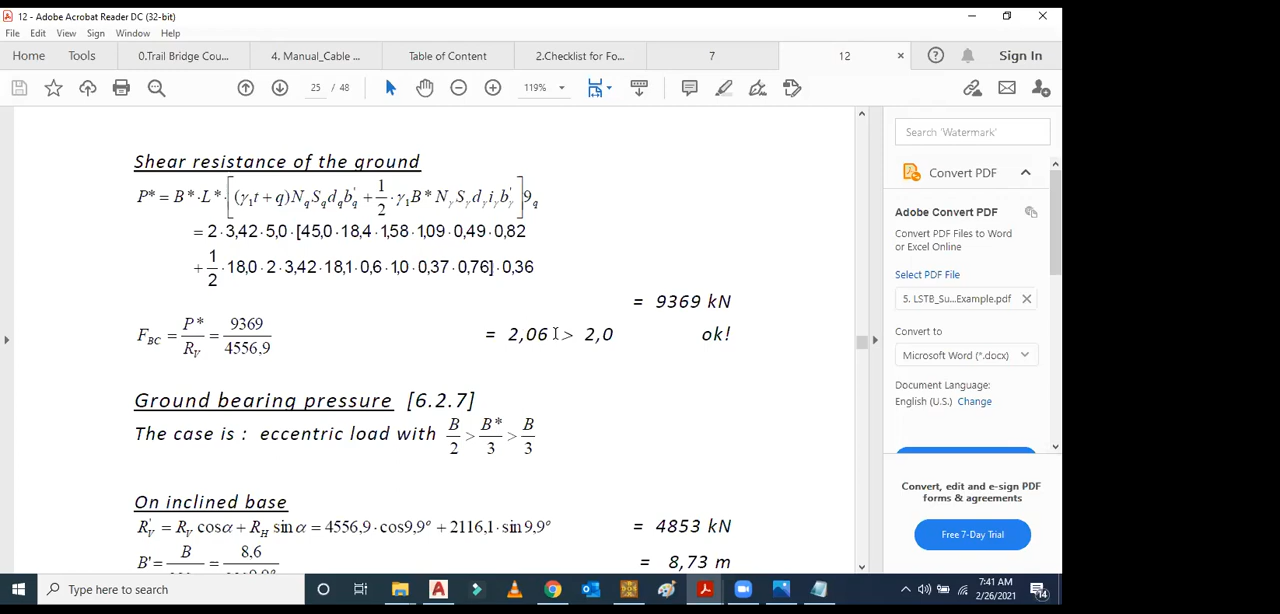 12 - Adobe Acrobat Reader DC (32-bit)
File Edit View Sign Window Help
Home Tools 0.Trail Bridge Cou... 4. Manual_Cable ... Table of Content 2.Checklist for Fo... 7 12 × Sign In
25 / 48 119%
Shear resistance of the ground
P* = B* · L* · [(γ₁t + q)N_q S_q d_q b'_q + 1/2 · γ₁B* N_γ S_γ d_γ i_γ b'_γ] 9_q
= 2·3,42·5,0·[45,0·18,4·1,58·1,09·0,49·0,82
+ 1/2 ·18,0·2·3,42·18,1·0,6·1,0·0,37·0,76]·0,36
= 9369 kN
F_BC = P*/R_V = 9369/4556,9 = 2,06 > 2,0 ok!
Ground bearing pressure [6.2.7]
The case is : eccentric load with B/2 > B*/3 > B/3
On inclined base
R'_V = R_V cosα + R_H sinα = 4556,9·cos9,9° + 2116,1·sin9,9° = 4853 kN
B' = B/ = 8.6/ = 8,73 m
Search 'Watermark'
Convert PDF
Adobe Convert PDF
Convert PDF Files to Word
or Excel Online
Select PDF File
5. LSTB_Su...Example.pdf ×
Convert to
Microsoft Word (*.docx)
Document Language:
English (U.S.) Change
Convert, edit and e-sign PDF
forms & agreements
Free 7-Day Trial
Type here to search
7:41 AM
2/26/2021
14